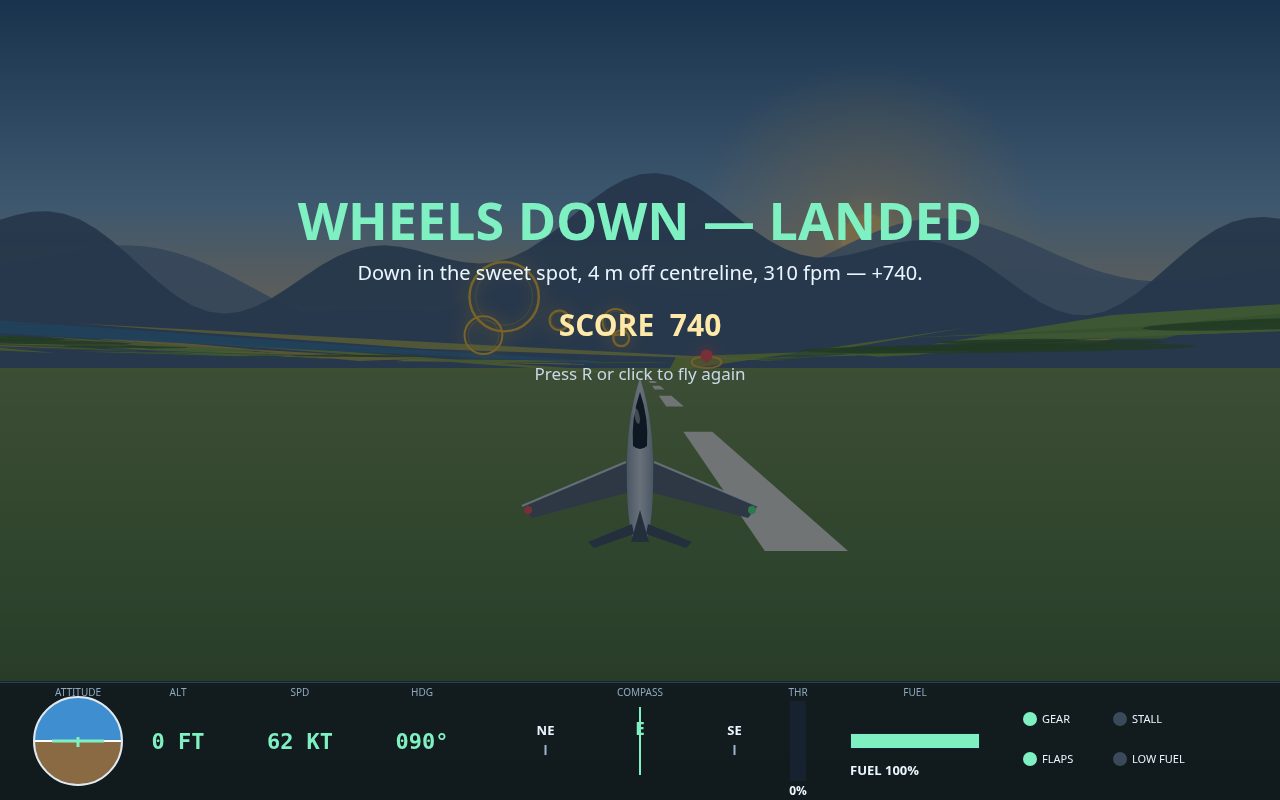 WHEELS DOWN — LANDED
Down in the sweet spot, 4 m off centreline, 310 fpm — +740.
SCORE 740
Press R or click to fly again
ATTITUDE
ALT
SPD
HDG
COMPASS
THR
FUEL
0 FT
62 KT
090°
NE
E
SE
GEAR
STALL
FLAPS
LOW FUEL
FUEL 100%
0%